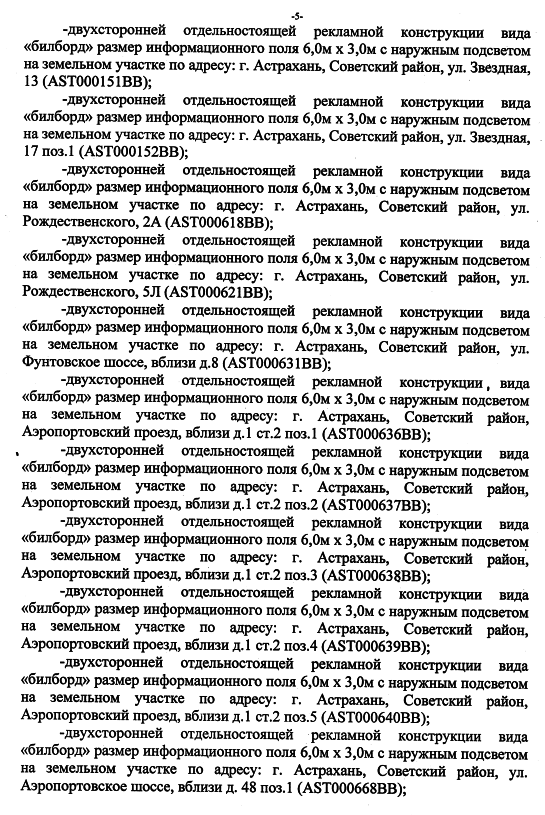 -5-
-двухсторонней отдельностоящей рекламной конструкции вида
«билборд» размер информационного поля 6,0м х 3,0м с наружным подсветом
на земельном участке по адресу: г. Астрахань, Советский район, ул. Звездная,
13 (AST000151BB);
-двухсторонней отдельностоящей рекламной конструкции вида
«билборд» размер информационного поля 6,0м х 3,0м с наружным подсветом
на земельном участке по адресу: г. Астрахань, Советский район, ул. Звездная,
17 поз.1 (AST000152BB);
-двухсторонней отдельностоящей рекламной конструкции вида
«билборд» размер информационного поля 6,0м х 3,0м с наружным подсветом
на земельном участке по адресу: г. Астрахань, Советский район, ул.
Рождественского, 2А (AST000618BB);
-двухсторонней отдельностоящей рекламной конструкции вида
«билборд» размер информационного поля 6,0м х 3,0м с наружным подсветом
на земельном участке по адресу: г. Астрахань, Советский район, ул.
Рождественского, 5Л (AST000621BB);
-двухсторонней отдельностоящей рекламной конструкции вида
«билборд» размер информационного поля 6,0м х 3,0м с наружным подсветом
на земельном участке по адресу: г. Астрахань, Советский район, ул.
Фунтовское шоссе, вблизи д.8 (AST000631BB);
-двухсторонней отдельностоящей рекламной конструкции вида
«билборд» размер информационного поля 6,0м х 3,0м с наружным подсветом
на земельном участке по адресу: г. Астрахань, Советский район,
Аэропортовский проезд, вблизи д.1 ст.2 поз.1 (AST000636BB);
-двухсторонней отдельностоящей рекламной конструкции вида
«билборд» размер информационного поля 6,0м х 3,0м с наружным подсветом
на земельном участке по адресу: г. Астрахань, Советский район,
Аэропортовский проезд, вблизи д.1 ст.2 поз.2 (AST000637BB);
-двухсторонней отдельностоящей рекламной конструкции вида
«билборд» размер информационного поля 6,0м х 3,0м с наружным подсветом
на земельном участке по адресу: г. Астрахань, Советский район,
Аэропортовский проезд, вблизи д.1 ст.2 поз.3 (AST000638BB);
-двухсторонней отдельностоящей рекламной конструкции вида
«билборд» размер информационного поля 6,0м х 3,0м с наружным подсветом
на земельном участке по адресу: г. Астрахань, Советский район,
Аэропортовский проезд, вблизи д.1 ст.2 поз.4 (AST000639BB);
-двухсторонней отдельностоящей рекламной конструкции вида
«билборд» размер информационного поля 6,0м х 3,0м с наружным подсветом
на земельном участке по адресу: г. Астрахань, Советский район,
Аэропортовский проезд, вблизи д.1 ст.2 поз.5 (AST000640BB);
-двухсторонней отдельностоящей рекламной конструкции вида
«билборд» размер информационного поля 6,0м х 3,0м с наружным подсветом
на земельном участке по адресу: г. Астрахань, Советский район, ул.
Аэропортовское шоссе, вблизи д. 48 поз.1 (AST000668BB);